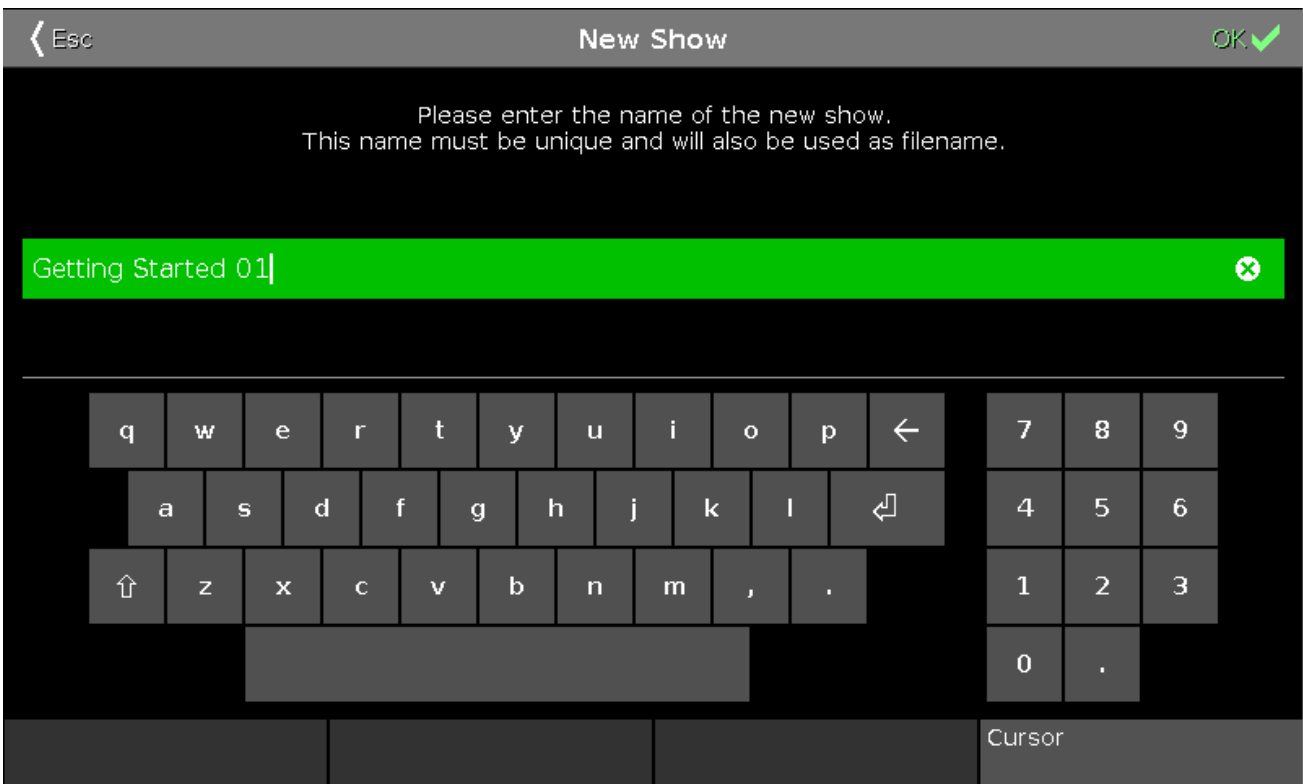 Esc New Show OK
Please enter the name of the new show.
This name must be unique and will also be used as filename.
Getting Started 01
q w e r t y u i o p ← 7 8 9
a s d f g h j k l 4 5 6
z x c v b n m , . 1 2 3
0 .
Cursor